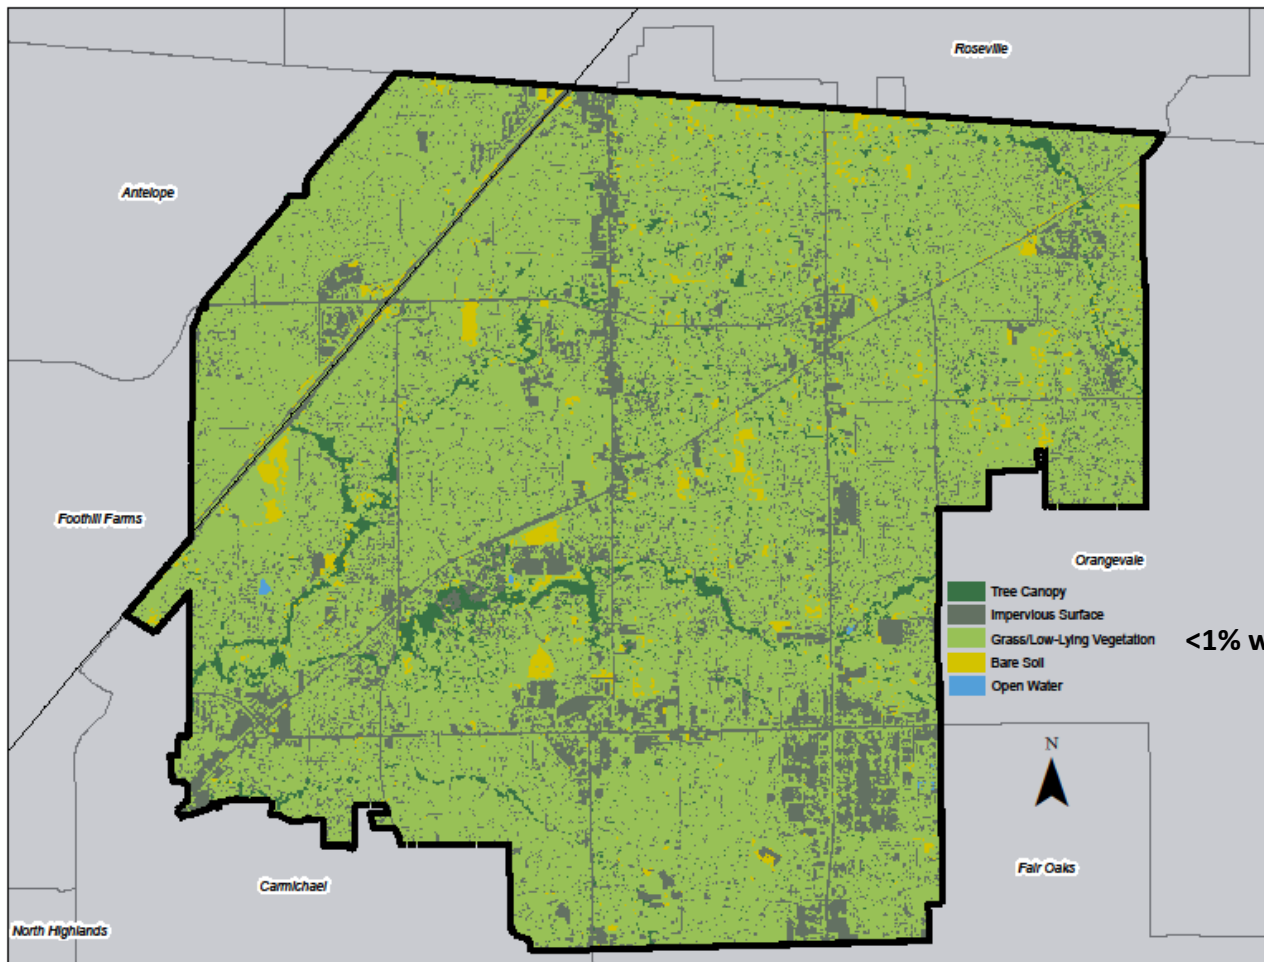 Roseville
Antelope
Foothill Farms
Orangevale
Tree Canopy
Impervious Surface
Grass/Low-Lying Vegetation
<1% w
Bare Soil
Open Water
N
Fair Oaks
Carmichael
North Highlands